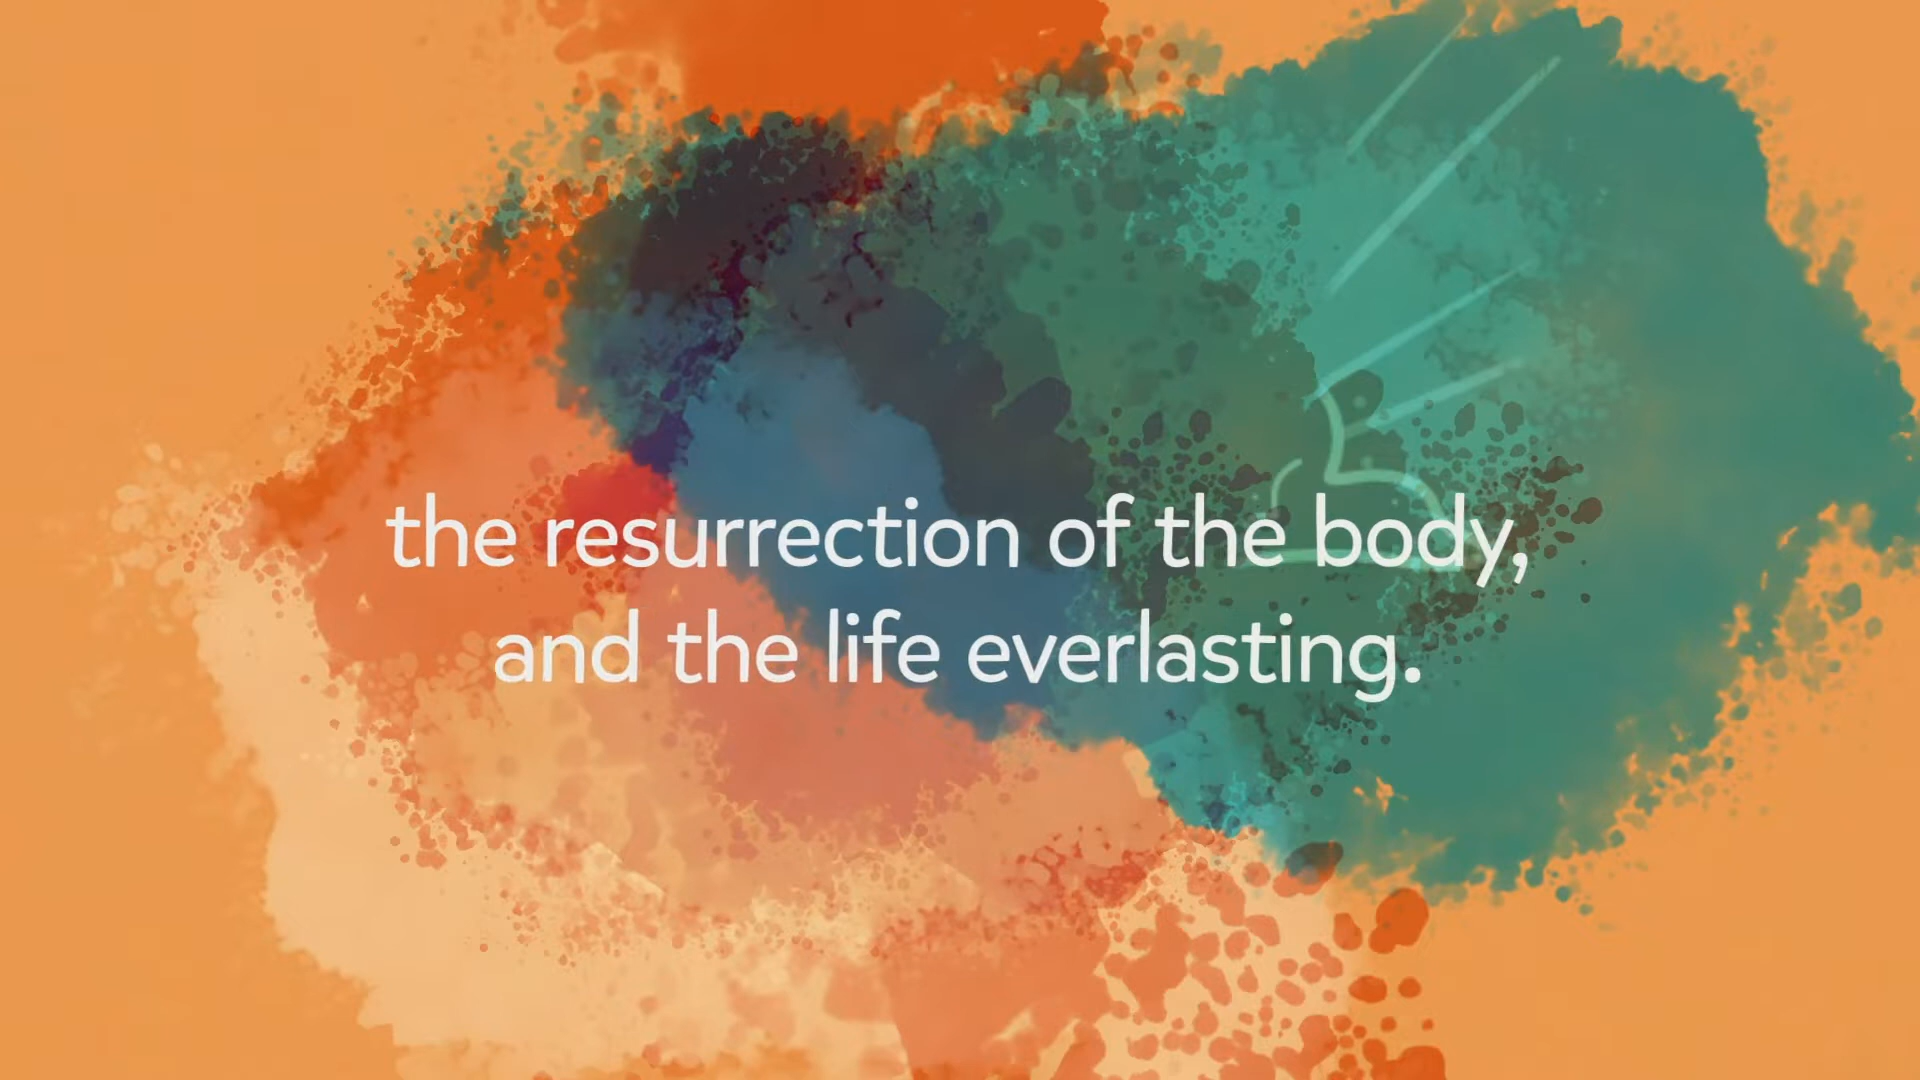 the resurrection of the body,
and the life everlasting.